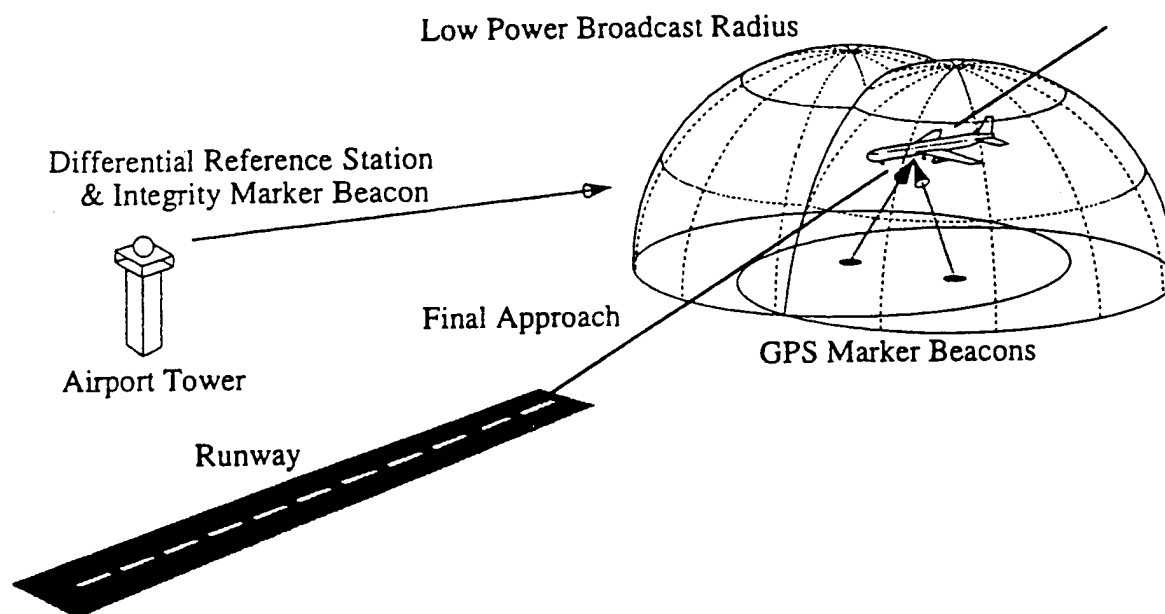 Low Power Broadcast Radius
Differential Reference Station
& Integrity Marker Beacon
Final Approach
GPS Marker Beacons
Airport Tower
Runway